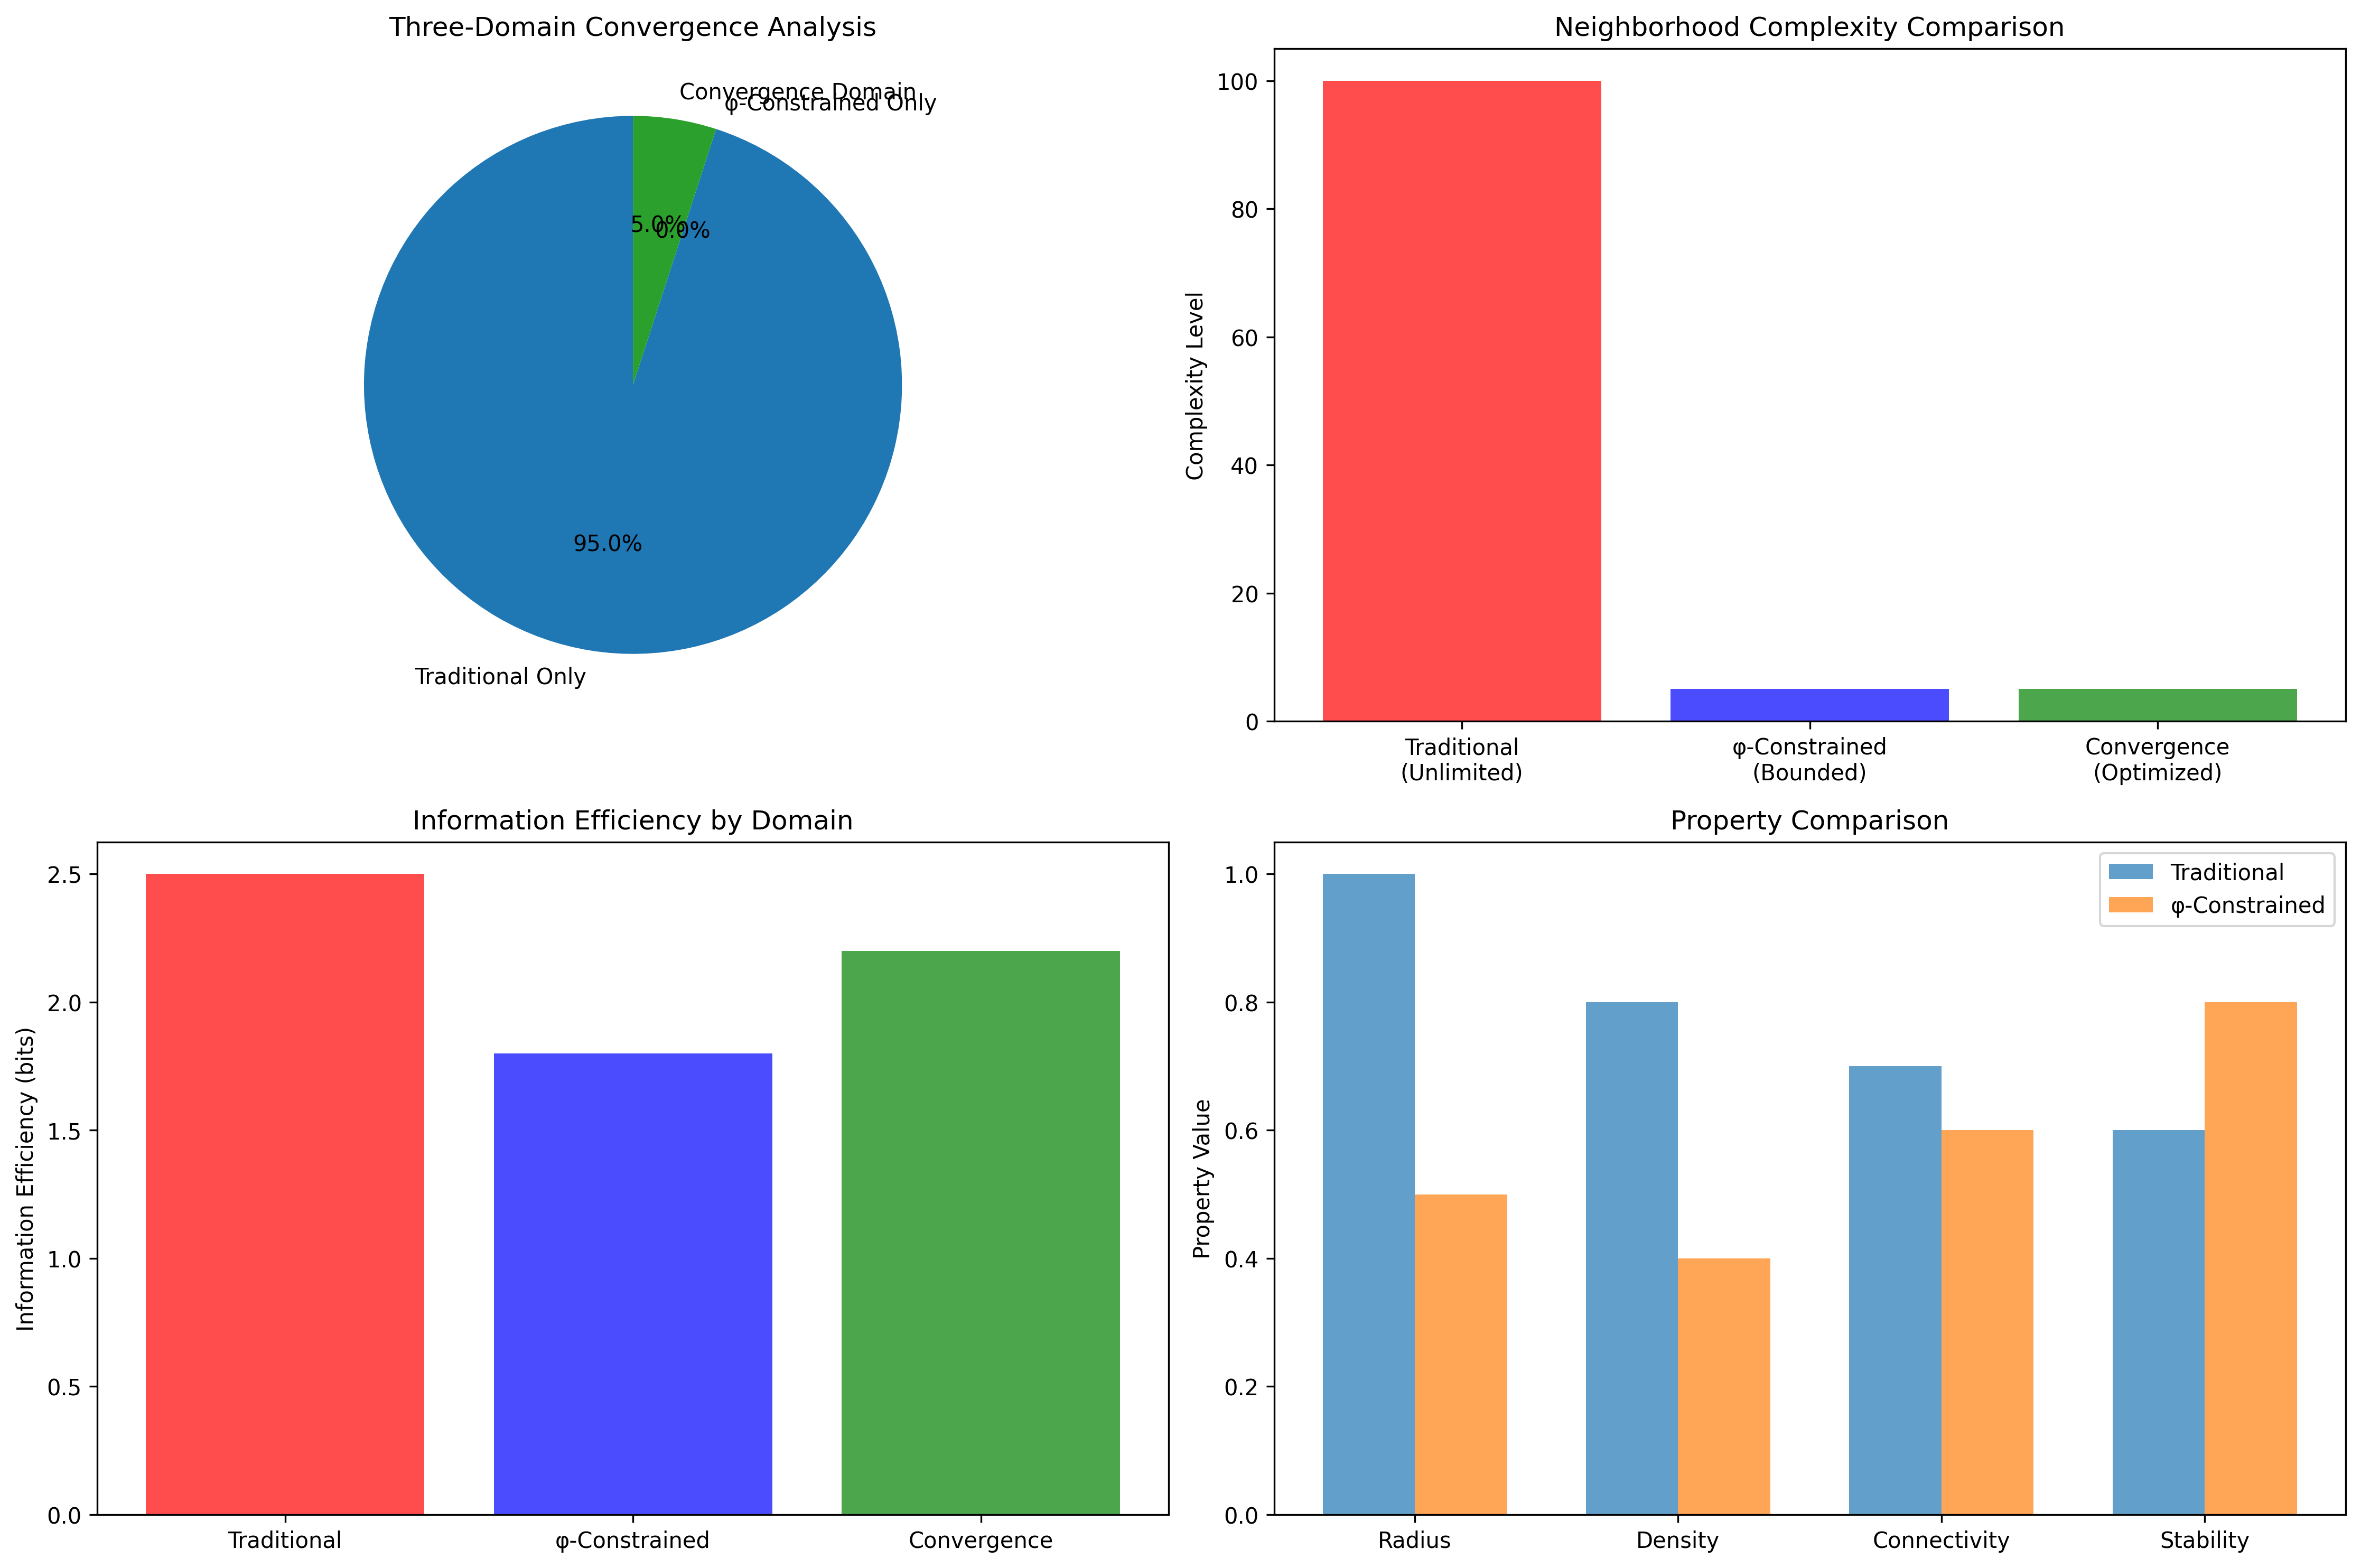 Three-Domain Convergence Analysis
Convergence Domain
φ-Constrained Only
5.0%
0.0%
95.0%
Traditional Only
Neighborhood Complexity Comparison
Complexity Level
100
80
60
40
20
0
Traditional
(Unlimited)
φ-Constrained
(Bounded)
Convergence
(Optimized)
Information Efficiency by Domain
Information Efficiency (bits)
2.5
2.0
1.5
1.0
0.5
0.0
Traditional
φ-Constrained
Convergence
Property Comparison
Traditional
φ-Constrained
Property Value
1.0
0.8
0.6
0.4
0.2
0.0
Radius
Density
Connectivity
Stability